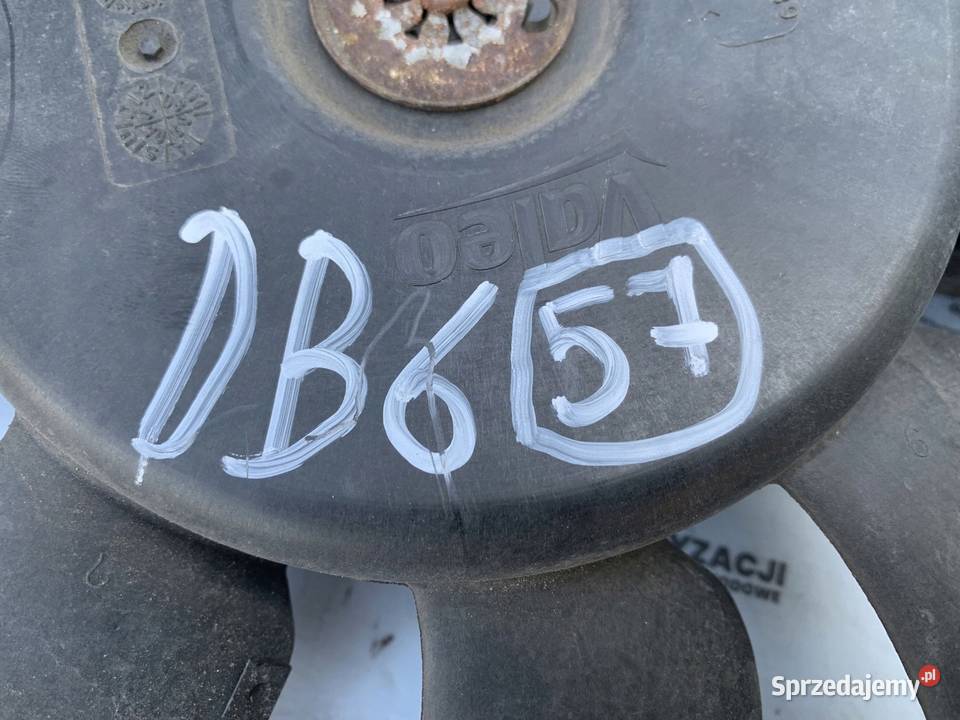 Valeo
DB6 57
YZACJI
Sprzedajemy.pl